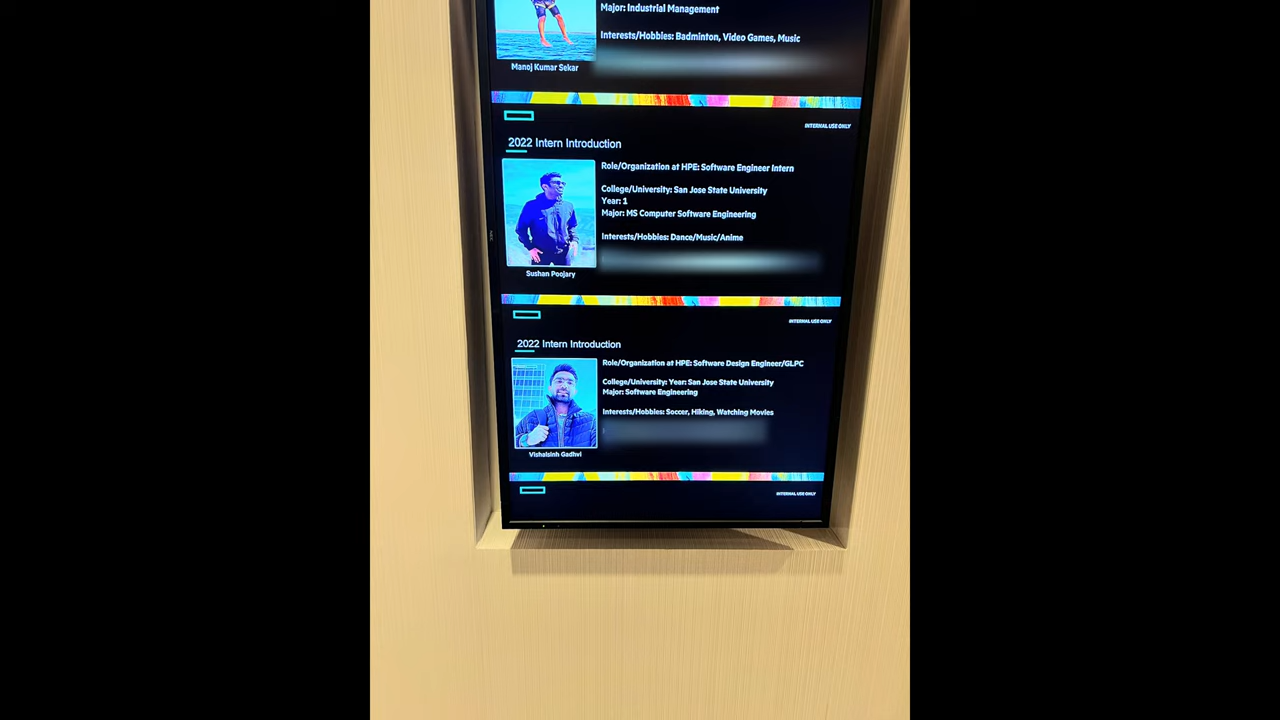 Major: Industrial Management
Interests/Hobbies: Badminton, Video Games, Music
Manoj Kumar Sekar
INTERNAL USE ONLY
2022 Intern Introduction
Role/Organization at HPE: Software Engineer Intern
College/University: San Jose State University
Year: 1
Major: MS Computer Software Engineering
Interests/Hobbies: Dance/Music/Anime
Sushan Poojary
INTERNAL USE ONLY
2022 Intern Introduction
Role/Organization at HPE: Software Design Engineer/GLPC
College/University: Year: San Jose State University
Major: Software Engineering
Interests/Hobbies: Soccer, Hiking, Watching Movies
Vishalsinh Gadhvi
INTERNAL USE ONLY